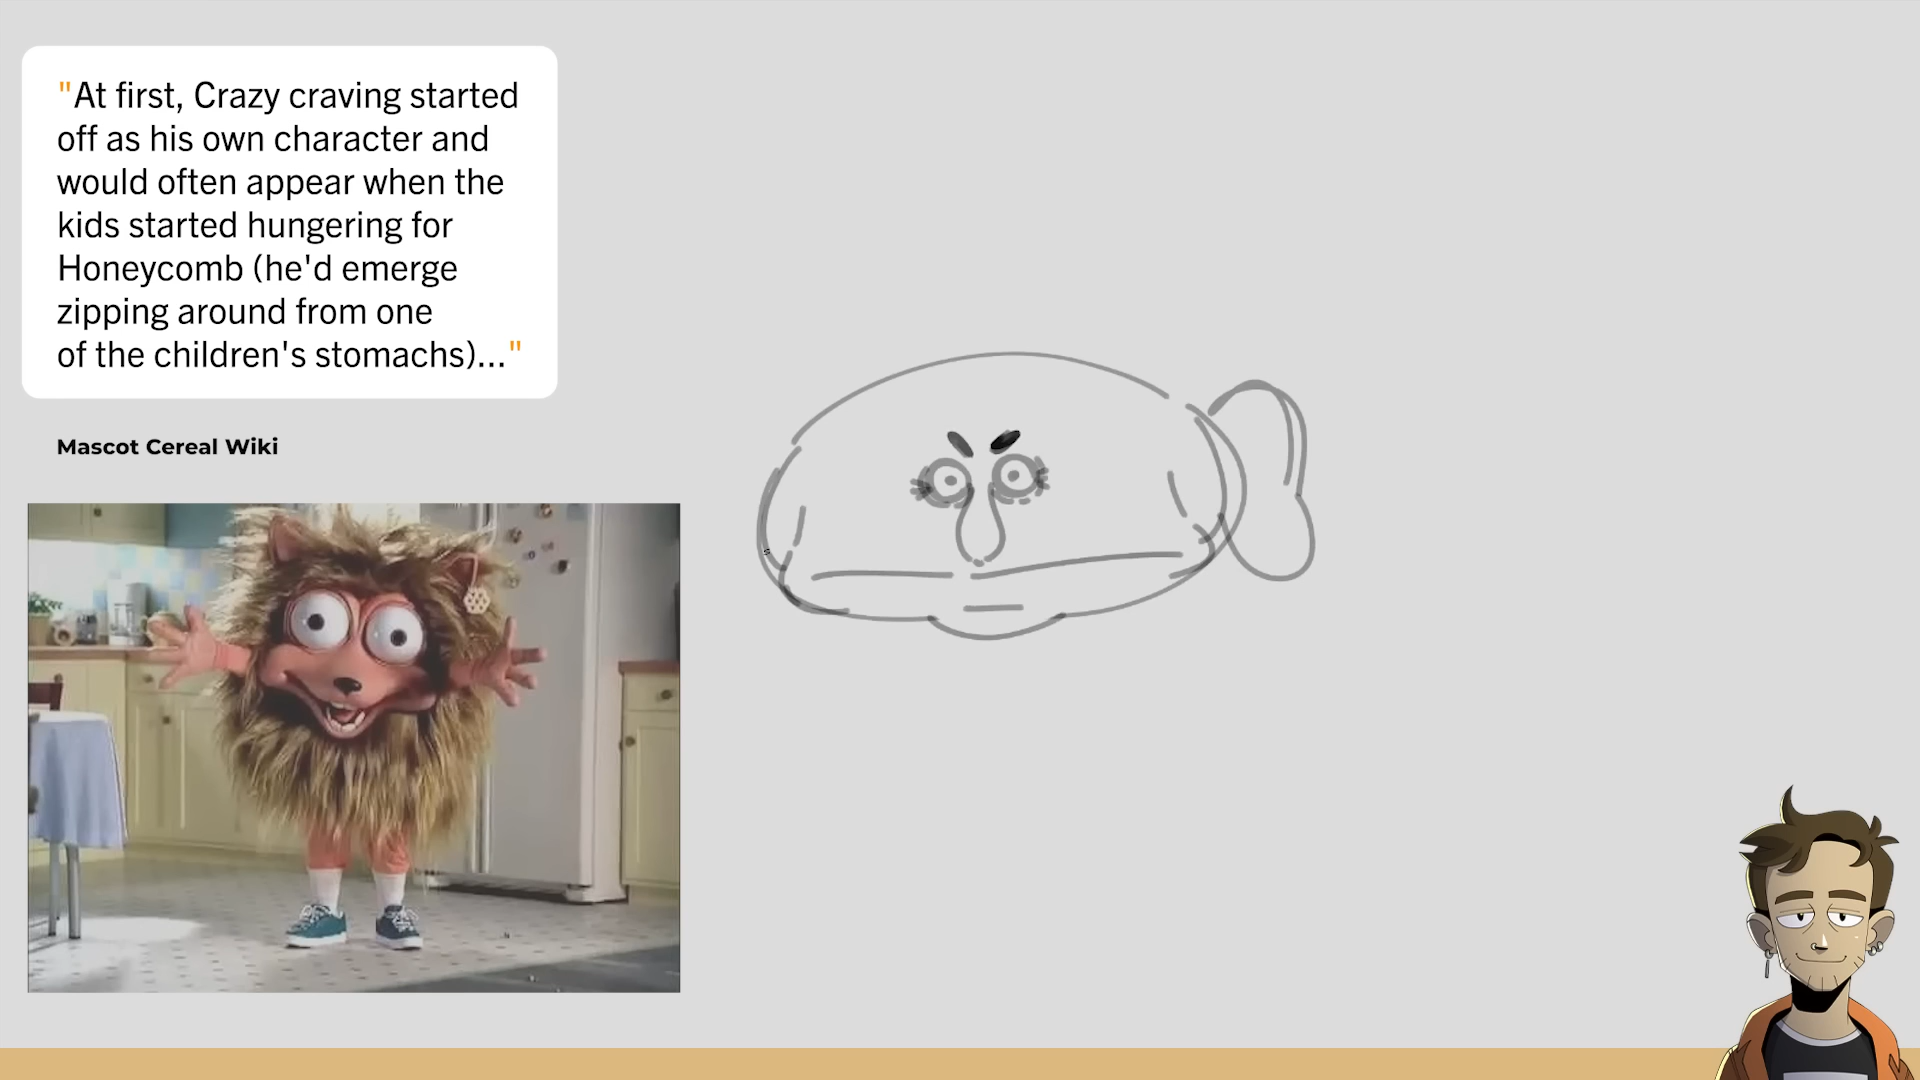 "At first, Crazy craving started
off as his own character and
would often appear when the
kids started hungering for
Honeycomb (he'd emerge
zipping around from one
of the children's stomachs)..."
Mascot Cereal Wiki